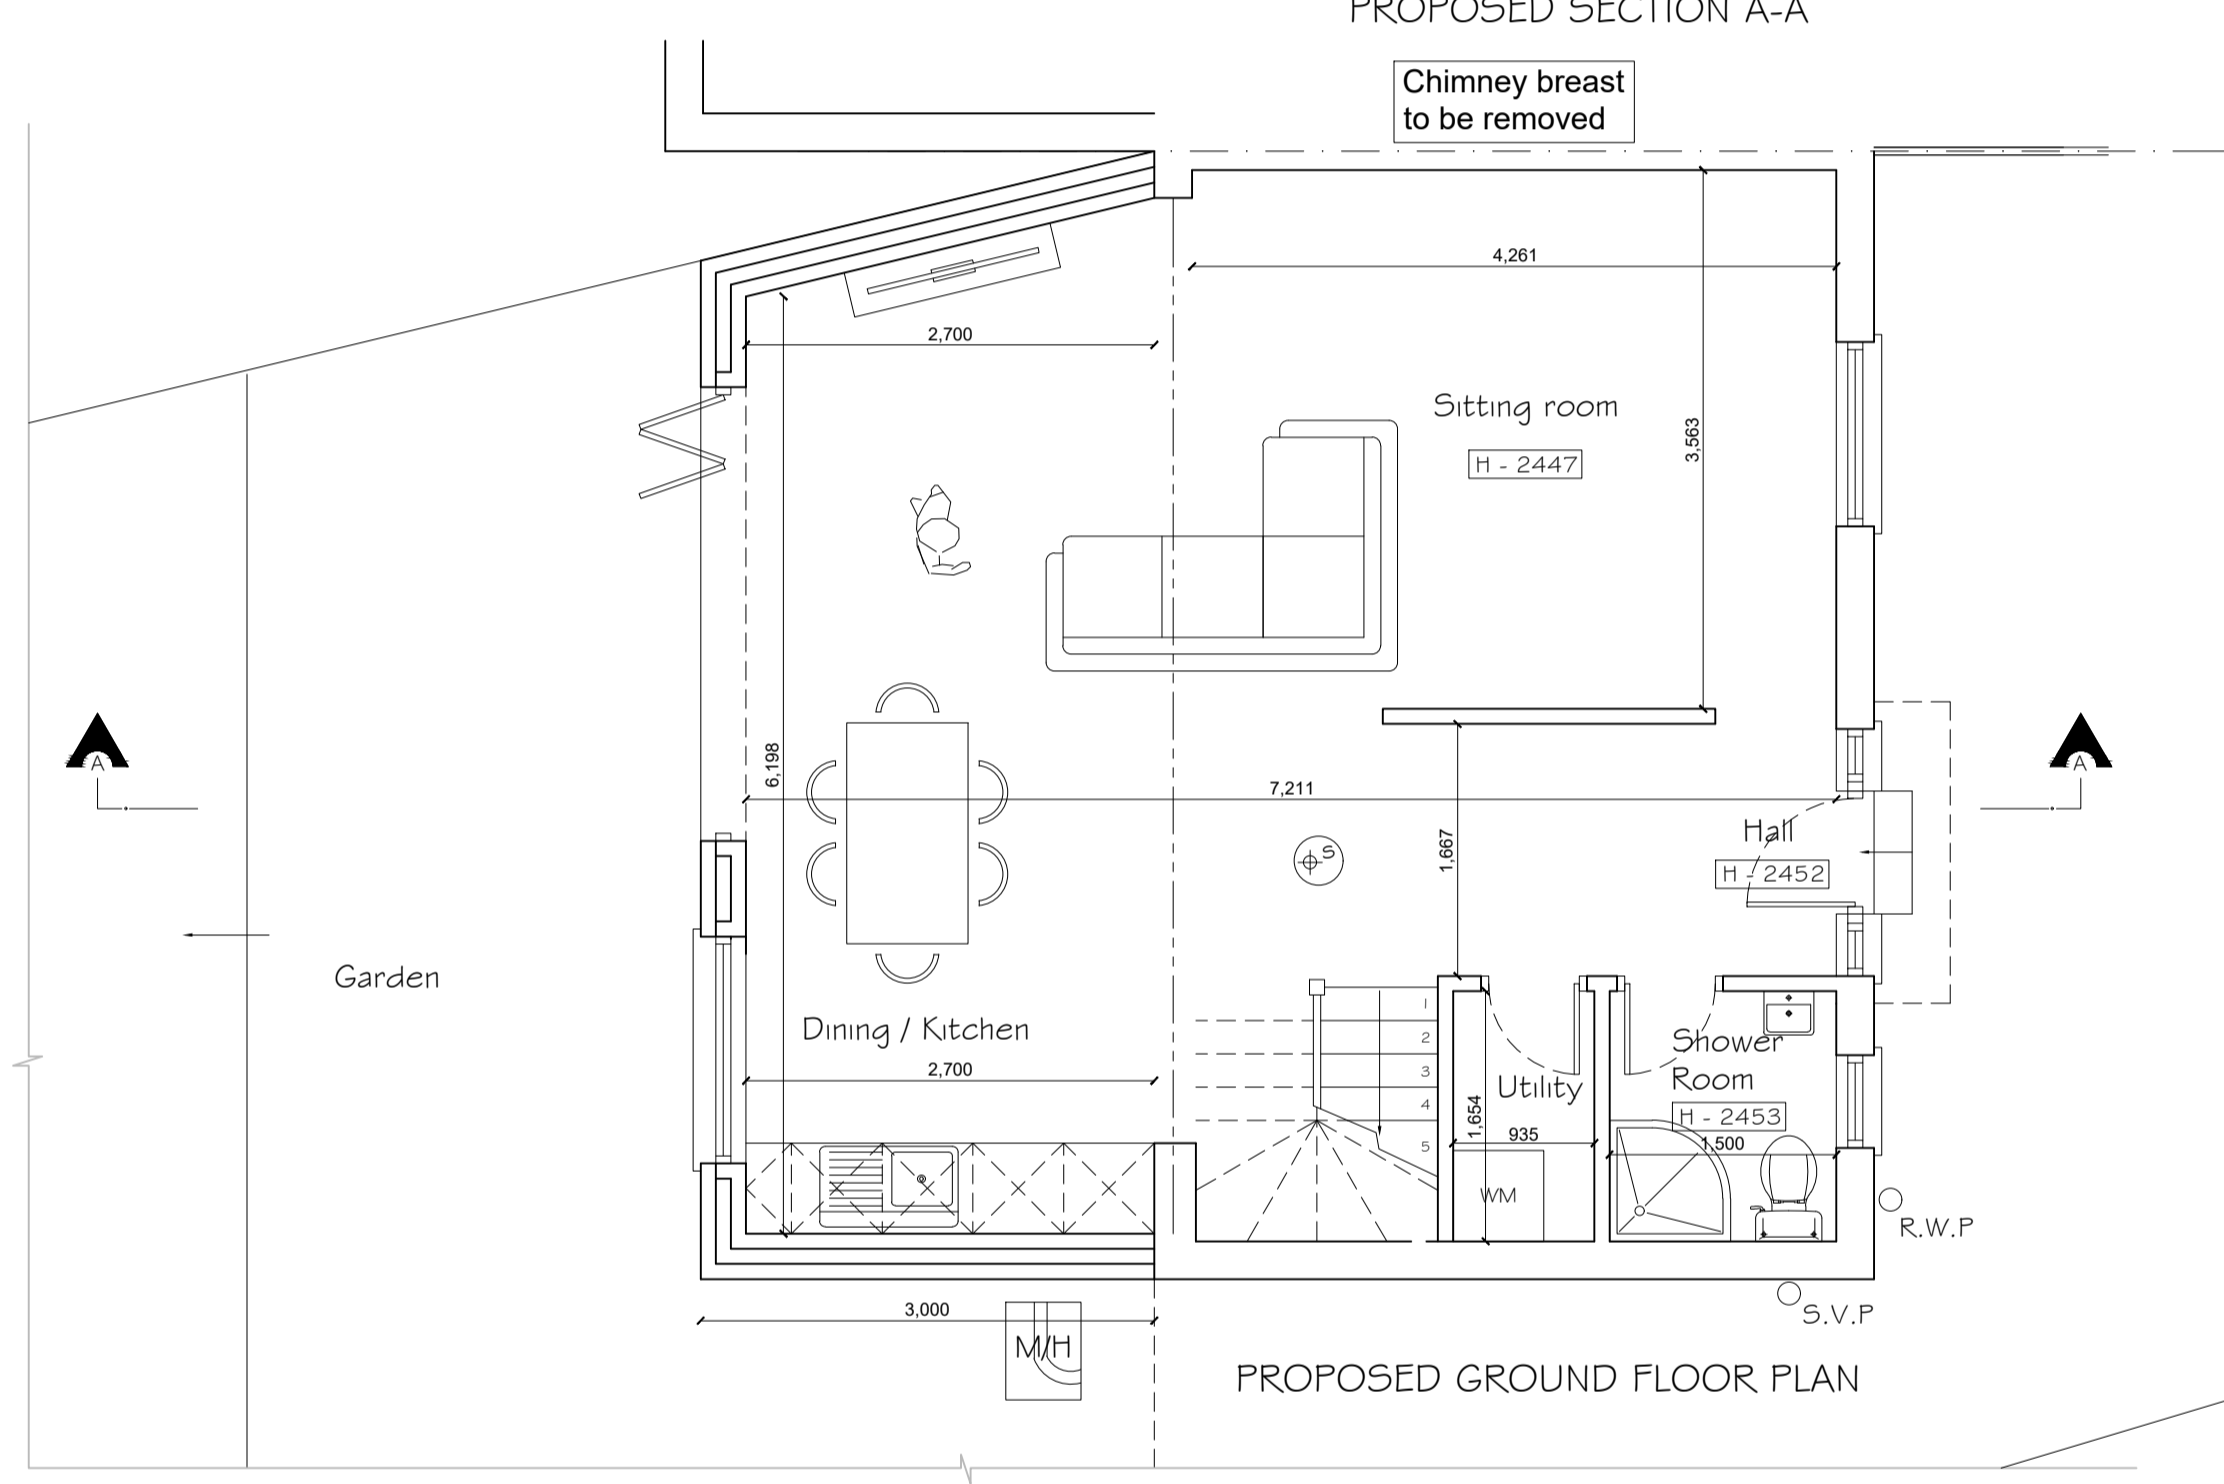 PROPOSED SECTION A-A
Chimney breast
to be removed
4,261
2,700
Sitting room
H - 2447
3,563
6,198
A
A
7,211
Hall
H - 2452
1,667
S
Garden
Dining / Kitchen
2,700
1
2
3
4
5
Utility
1,654
935
WM
Shower
Room
H - 2453
1,500
R.W.P
S.V.P
3,000
M/H
PROPOSED GROUND FLOOR PLAN